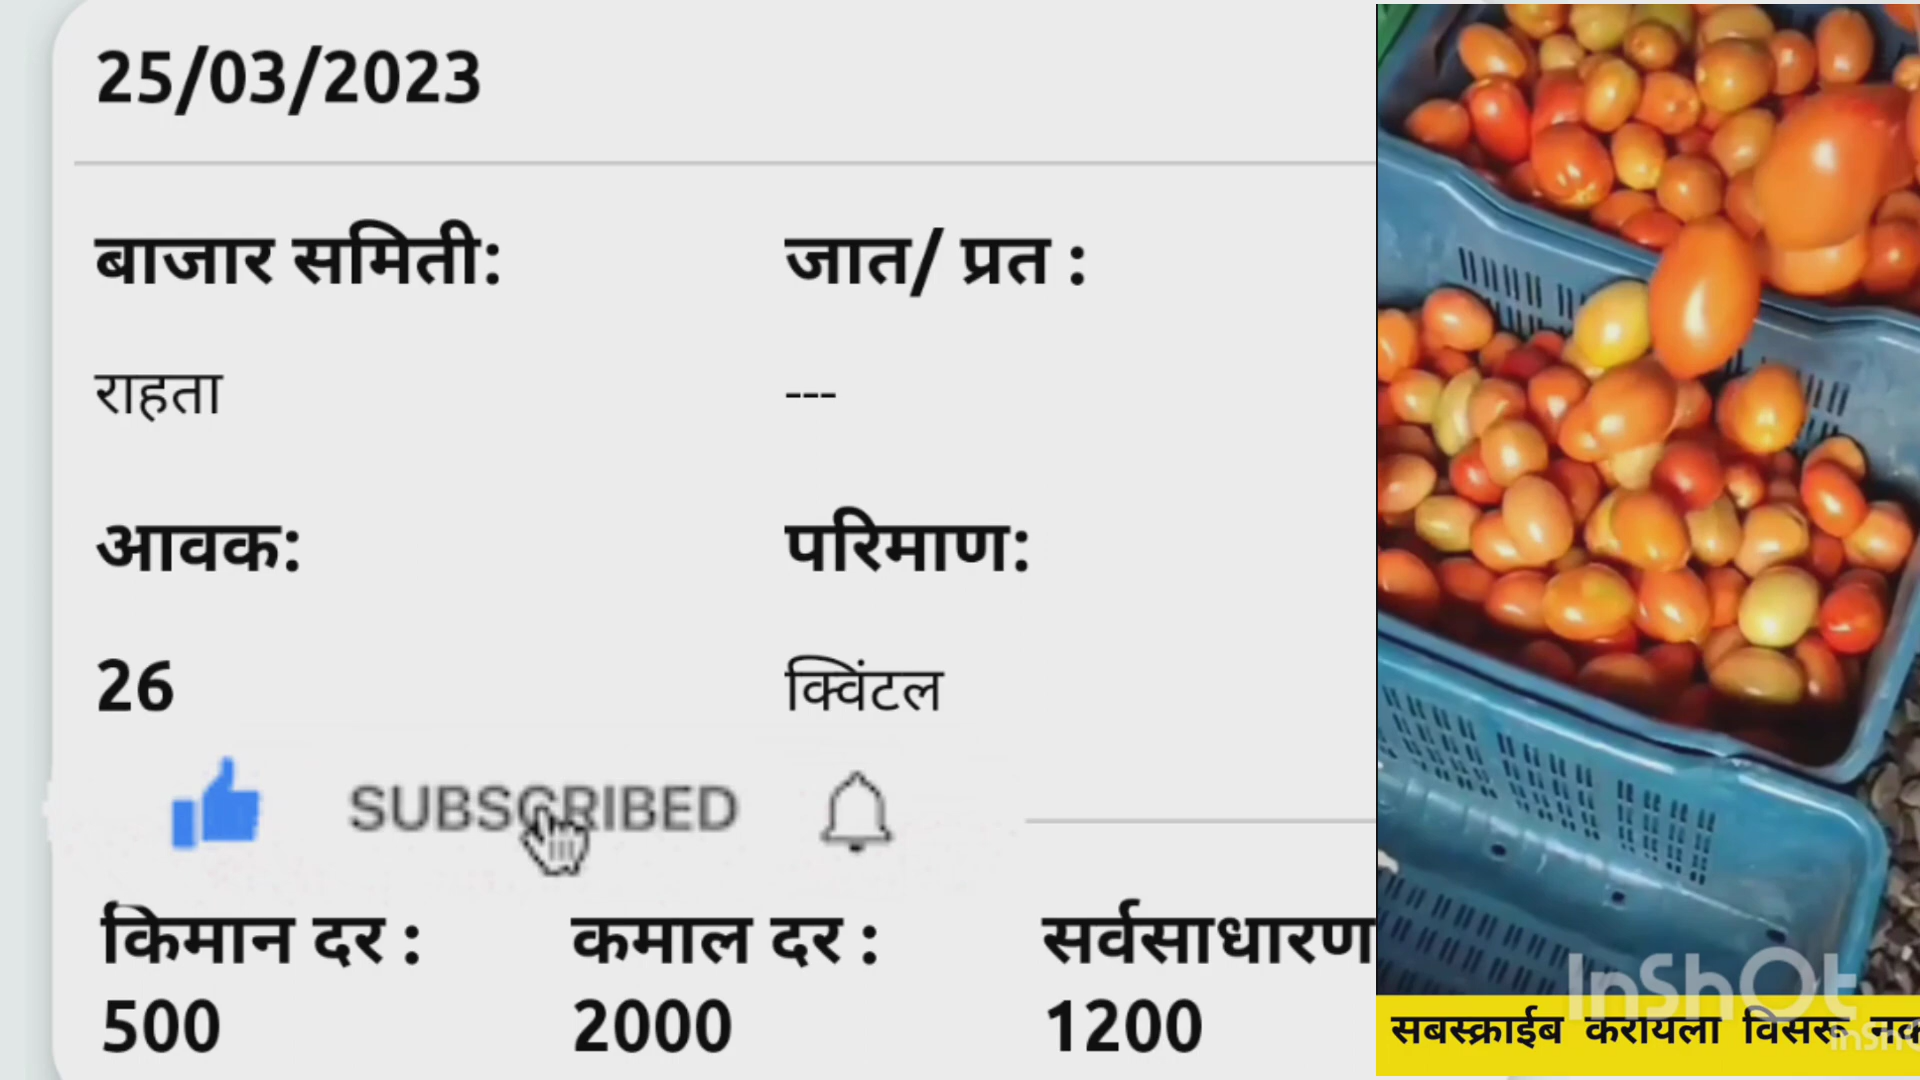 25/03/2023
बाजार समिती:
जात/ प्रत :
राहता
---
आवक:
परिमाण:
26
क्विंटल
SUBSCRIBED
किमान दर :
कमाल दर :
सर्वसाधारण
500
2000
1200
InShOt
सबस्क्राईब करायला विसरू